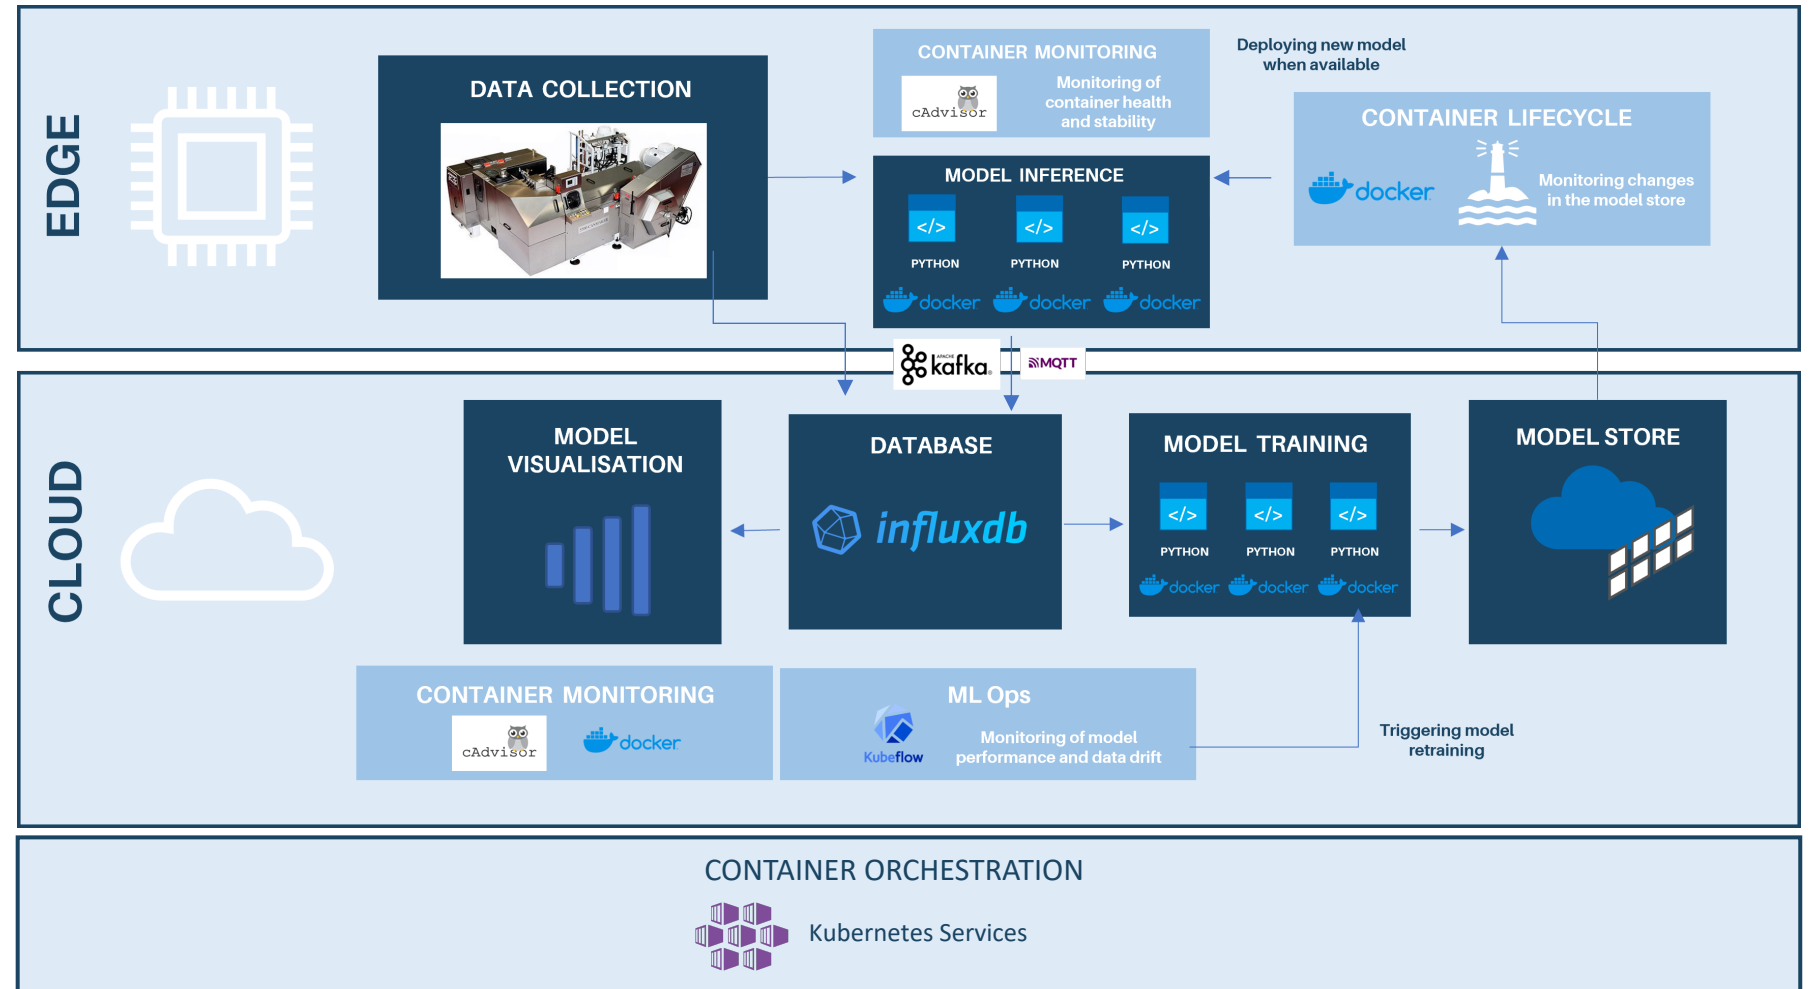 EDGE
DATA COLLECTION
CONTAINER MONITORING
cAdvisor
Monitoring of
container health
and stability
Deploying new model
when available
CONTAINER LIFECYCLE
docker
Monitoring changes
in the model store
MODEL INFERENCE
</> </> </>
PYTHON PYTHON PYTHON
docker docker docker
APACHE
kafka
MQTT
CLOUD
MODEL
VISUALISATION
DATABASE
influxdb
MODEL TRAINING
</> </> </>
PYTHON PYTHON PYTHON
docker docker docker
MODEL STORE
CONTAINER MONITORING
cAdvisor
docker
ML Ops
Kubeflow
Monitoring of model
performance and data drift
Triggering model
retraining
CONTAINER ORCHESTRATION
Kubernetes Services